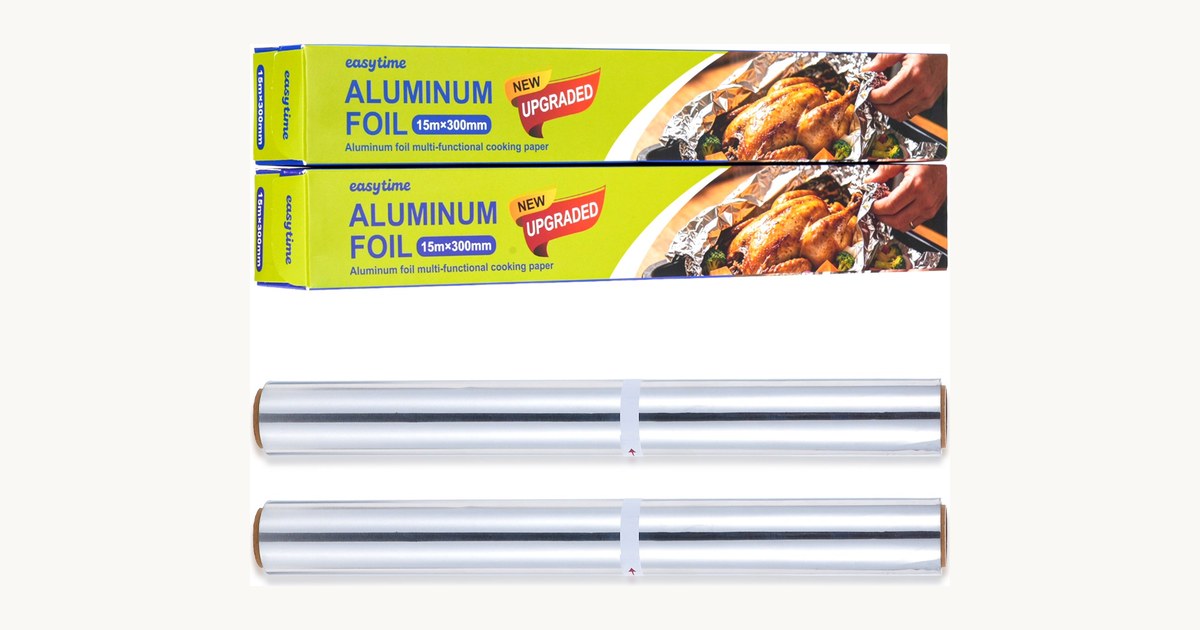 easytime
ALUMINUM
FOIL 15m×300mm
Aluminum foil multi-functional cooking paper
NEW
UPGRADED
15m×300mm
easytime
easytime
ALUMINUM
FOIL 15m×300mm
Aluminum foil multi-functional cooking paper
NEW
UPGRADED
15m×300mm
easytime